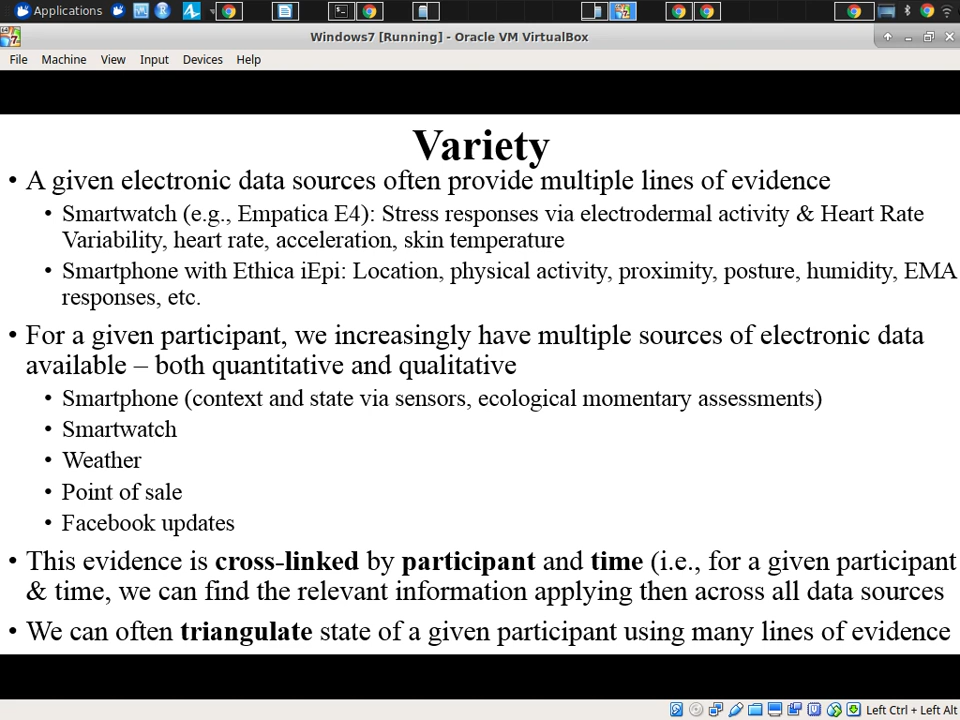 Applications
Windows7 [Running] - Oracle VM VirtualBox
File Machine View Input Devices Help
Variety
• A given electronic data sources often provide multiple lines of evidence
• Smartwatch (e.g., Empatica E4): Stress responses via electrodermal activity & Heart Rate
Variability, heart rate, acceleration, skin temperature
• Smartphone with Ethica iEpi: Location, physical activity, proximity, posture, humidity, EMA
responses, etc.
• For a given participant, we increasingly have multiple sources of electronic data
available – both quantitative and qualitative
• Smartphone (context and state via sensors, ecological momentary assessments)
• Smartwatch
• Weather
• Point of sale
• Facebook updates
• This evidence is cross-linked by participant and time (i.e., for a given participant
& time, we can find the relevant information applying then across all data sources
• We can often triangulate state of a given participant using many lines of evidence
Left Ctrl + Left Alt